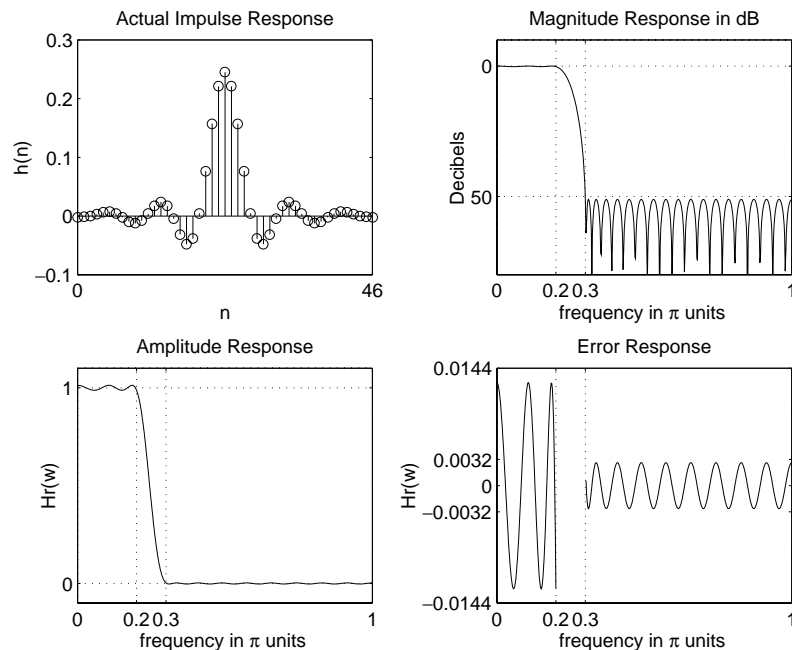 Actual Impulse Response
0.3
0.2
0.1
0
−0.1
h(n)
0
46
n
Magnitude Response in dB
0
50
Decibels
0.2
0.3
1
frequency in π units
Amplitude Response
1
0
Hr(w)
0
0.2
0.3
1
frequency in π units
Error Response
0.0144
0.0032
0
−0.0032
−0.0144
Hr(w)
0
0.2
0.3
1
frequency in π units